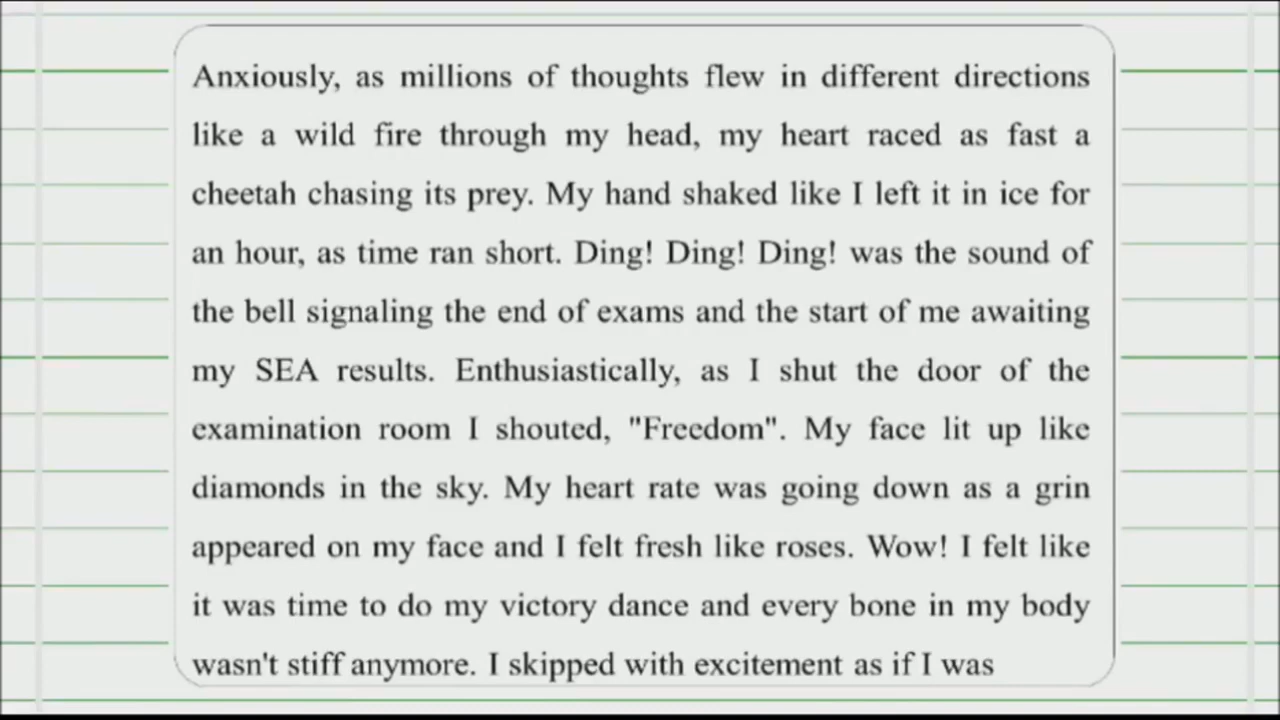 Anxiously, as millions of thoughts flew in different directions
like a wild fire through my head, my heart raced as fast a
cheetah chasing its prey. My hand shaked like I left it in ice for
an hour, as time ran short. Ding! Ding! Ding! was the sound of
the bell signaling the end of exams and the start of me awaiting
my SEA results. Enthusiastically, as I shut the door of the
examination room I shouted, "Freedom". My face lit up like
diamonds in the sky. My heart rate was going down as a grin
appeared on my face and I felt fresh like roses. Wow! I felt like
it was time to do my victory dance and every bone in my body
wasn't stiff anymore. I skipped with excitement as if I was